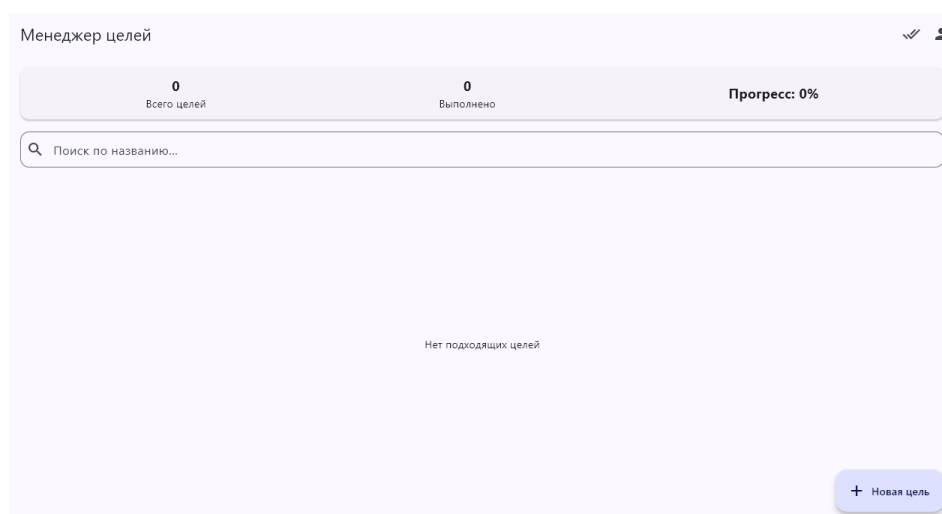 Менеджер целей
0
Всего целей
0
Выполнено
Прогресс: 0%
Поиск по названию...
Нет подходящих целей
Новая цель